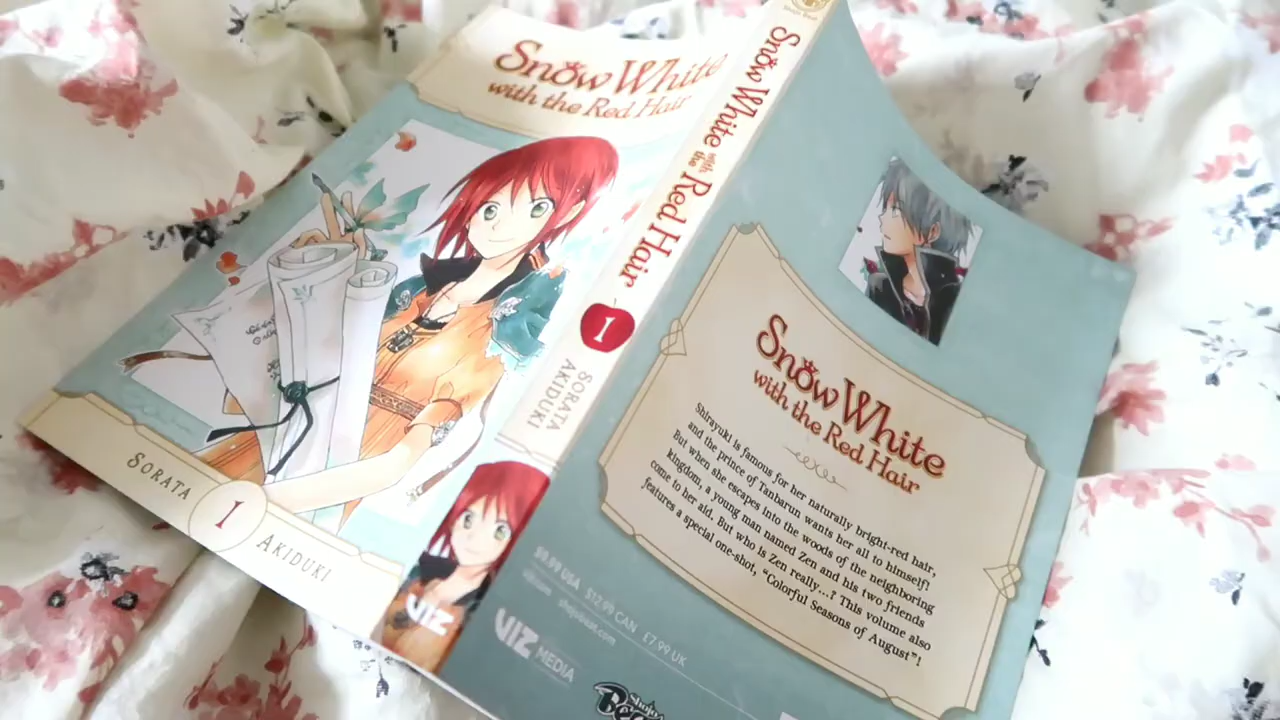 Snow White
with the Red Hair
SORATA
1
AKIDUKI
Snow White with the Red Hair
1
SORATA
AKIDUKI
VIZ
Snow White
with the Red Hair
Shirayuki is famous for her naturally bright-red hair,
and the prince of Tanbarun wants her all to himself!
But when she escapes into the woods of the neighboring
kingdom, a young man named Zen and his two friends
come to her aid. But who is Zen really...? This volume also
features a special one-shot, "Colorful Seasons of August"!
$9.99 USA $12.99 CAN £7.99 UK
shojobeat.com
VIZ MEDIA
Shojo